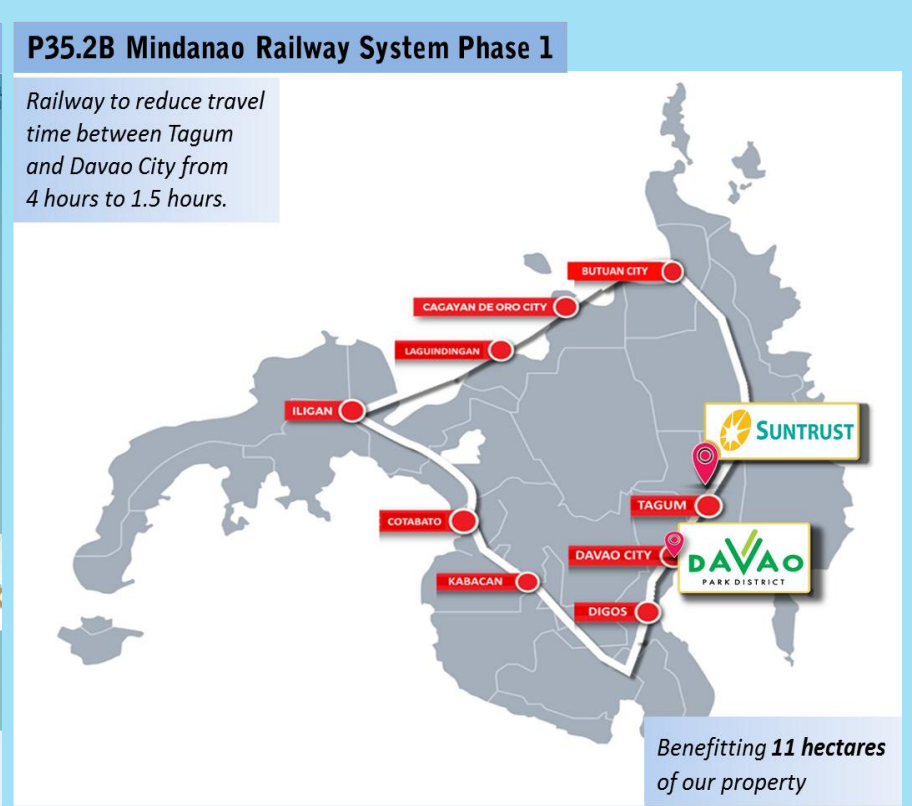 P35.2B Mindanao Railway System Phase 1
Railway to reduce travel
time between Tagum
and Davao City from
4 hours to 1.5 hours.
BUTUAN CITY
CAGAYAN DE ORO CITY
LAGUINDINGAN
ILIGAN
SUNTRUST
TAGUM
COTABATO
DAVAO CITY
DAVAO
PARK DISTRICT
KABACAN
DIGOS
Benefitting 11 hectares
of our property